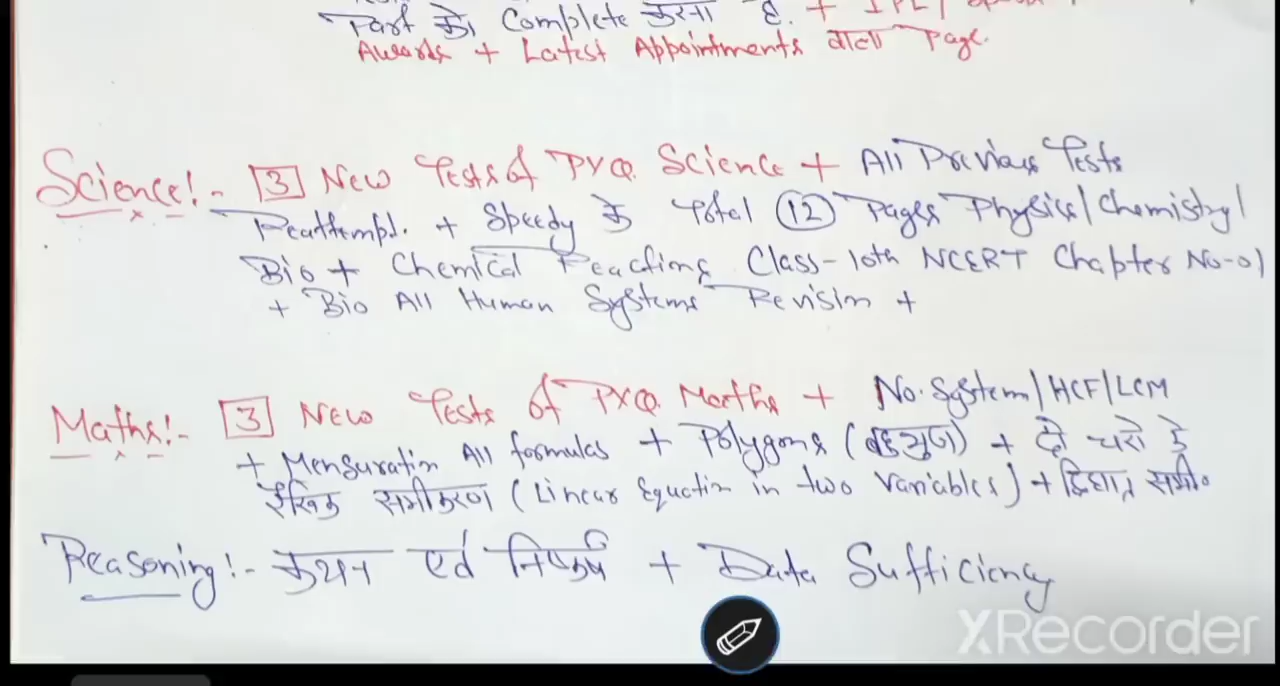 Part को Complete करना है. + IPL/
Awards + Latest Appointments वाला Page.
Science:- 3 New Tests of PYQ Science + All Previous Tests
Reattempt. + Speedy के Total 12 Pages Physics/Chemistry/
Bio + Chemical Reactions Class-10th NCERT Chapter No-01
+ Bio All Human Systems Revision +
Maths:- 3 New Tests of PYQ Maths + No. System/HCF/LCM
+ Mensuration All formulas + Polygons (बहुभुज) + दो चरों के
रैखिक समीकरण (Linear Equation in two variables) + द्विघात समी०
Reasoning:- कथन एवं निष्कर्ष + Data Sufficiency
XRecorder